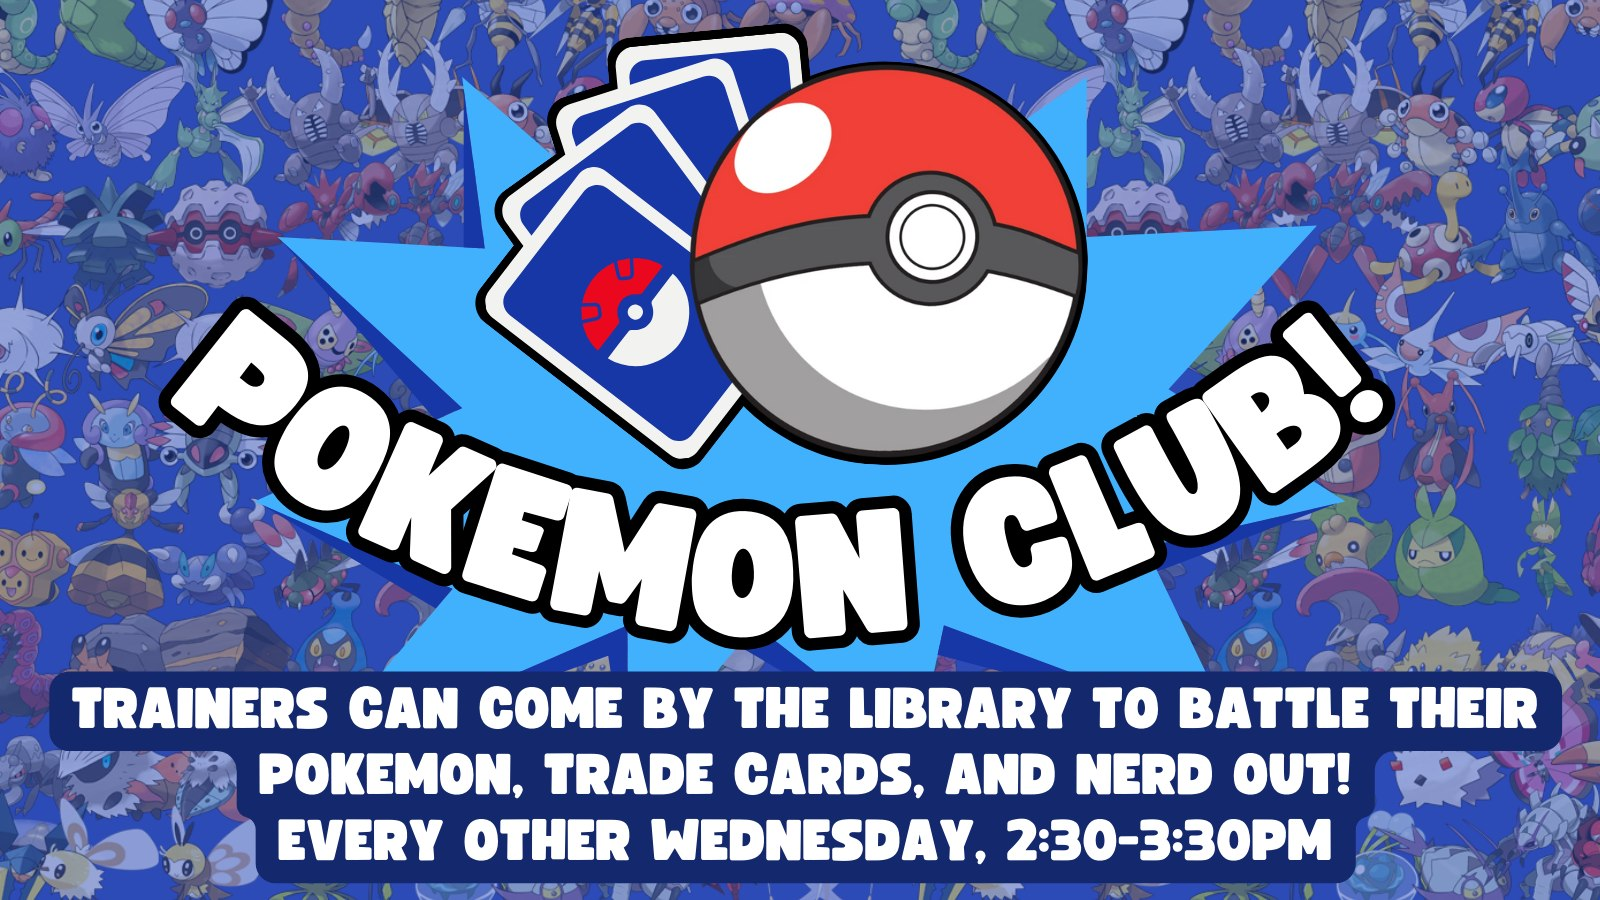 POKEMON CLUB!
TRAINERS CAN COME BY THE LIBRARY TO BATTLE THEIR
POKEMON, TRADE CARDS, AND NERD OUT!
EVERY OTHER WEDNESDAY, 2:30-3:30PM